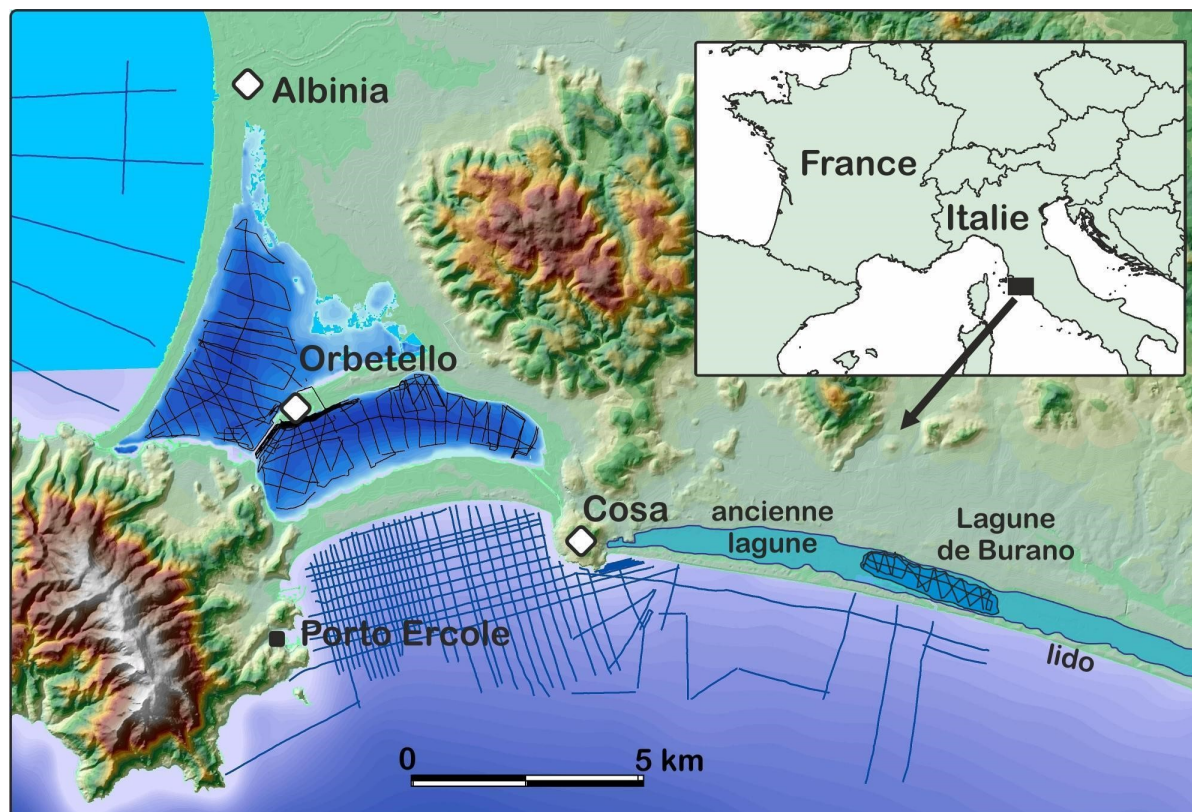 Albinia
France
Italie
Orbetello
Cosa
ancienne
lagune
Lagune
de Burano
Porto Ercole
lido
0 5 km